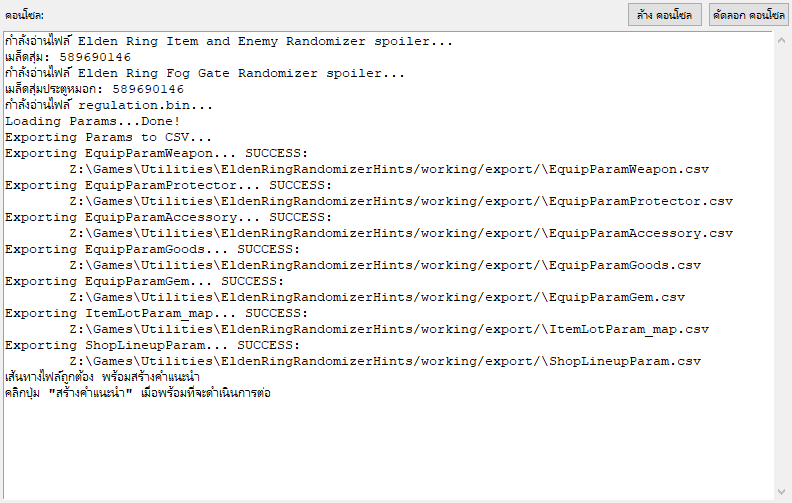 คอนโซล:
ล้าง คอนโซล
คัดลอก คอนโซล
กำลังอ่านไฟล์ Elden Ring Item and Enemy Randomizer spoiler...
เมล็ดสุ่ม: 589690146
กำลังอ่านไฟล์ Elden Ring Fog Gate Randomizer spoiler...
เมล็ดสุ่มประตูหมอก: 589690146
กำลังอ่านไฟล์ regulation.bin...
Loading Params...Done!
Exporting Params to CSV...
Exporting EquipParamWeapon... SUCCESS:
Z:\Games\Utilities\EldenRingRandomizerHints/working/export/\EquipParamWeapon.csv
Exporting EquipParamProtector... SUCCESS:
Z:\Games\Utilities\EldenRingRandomizerHints/working/export/\EquipParamProtector.csv
Exporting EquipParamAccessory... SUCCESS:
Z:\Games\Utilities\EldenRingRandomizerHints/working/export/\EquipParamAccessory.csv
Exporting EquipParamGoods... SUCCESS:
Z:\Games\Utilities\EldenRingRandomizerHints/working/export/\EquipParamGoods.csv
Exporting EquipParamGem... SUCCESS:
Z:\Games\Utilities\EldenRingRandomizerHints/working/export/\EquipParamGem.csv
Exporting ItemLotParam_map... SUCCESS:
Z:\Games\Utilities\EldenRingRandomizerHints/working/export/\ItemLotParam_map.csv
Exporting ShopLineupParam... SUCCESS:
Z:\Games\Utilities\EldenRingRandomizerHints/working/export/\ShopLineupParam.csv
เส้นทางไฟล์ถูกต้อง พร้อมสร้างคำแนะนำ
คลิกปุ่ม "สร้างคำแนะนำ" เมื่อพร้อมที่จะดำเนินการต่อ